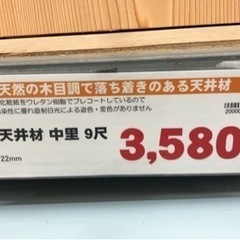 天然の木目調で落ち着きのある天井材
化粧紙をウレタン樹脂でプレコートしているので
染性に優れ直射日光による退色・変色がありません
天井材 中里 9尺
3,580
22mm
20000